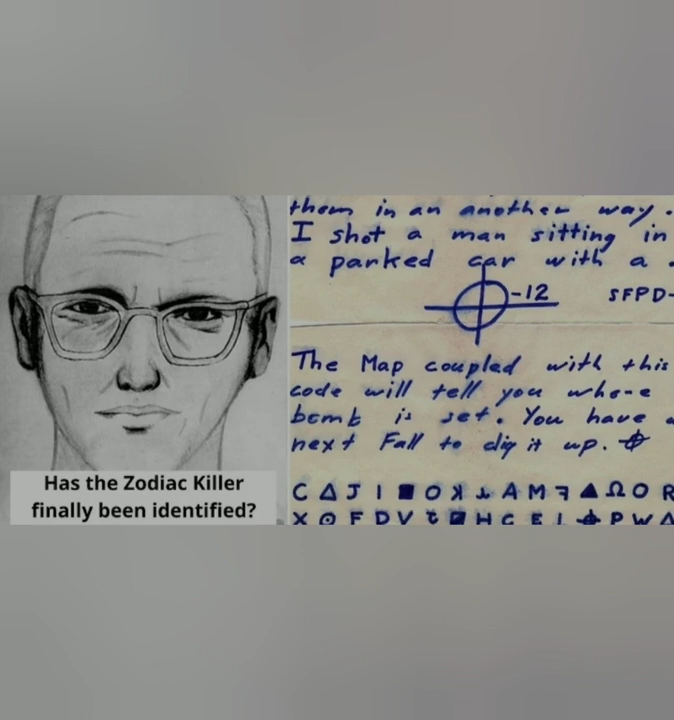 them in an another way.
I shot a man sitting in
a parked car with a
-12 SFPD-
The Map coupled with this
code will tell you where
bomb is set. You have
next Fall to dig it up.
C Δ J I ■ O ꓘ A M ▲ Ω O R
X ⊙ F D V H C E L ⌖ P W Δ
Has the Zodiac Killer
finally been identified?